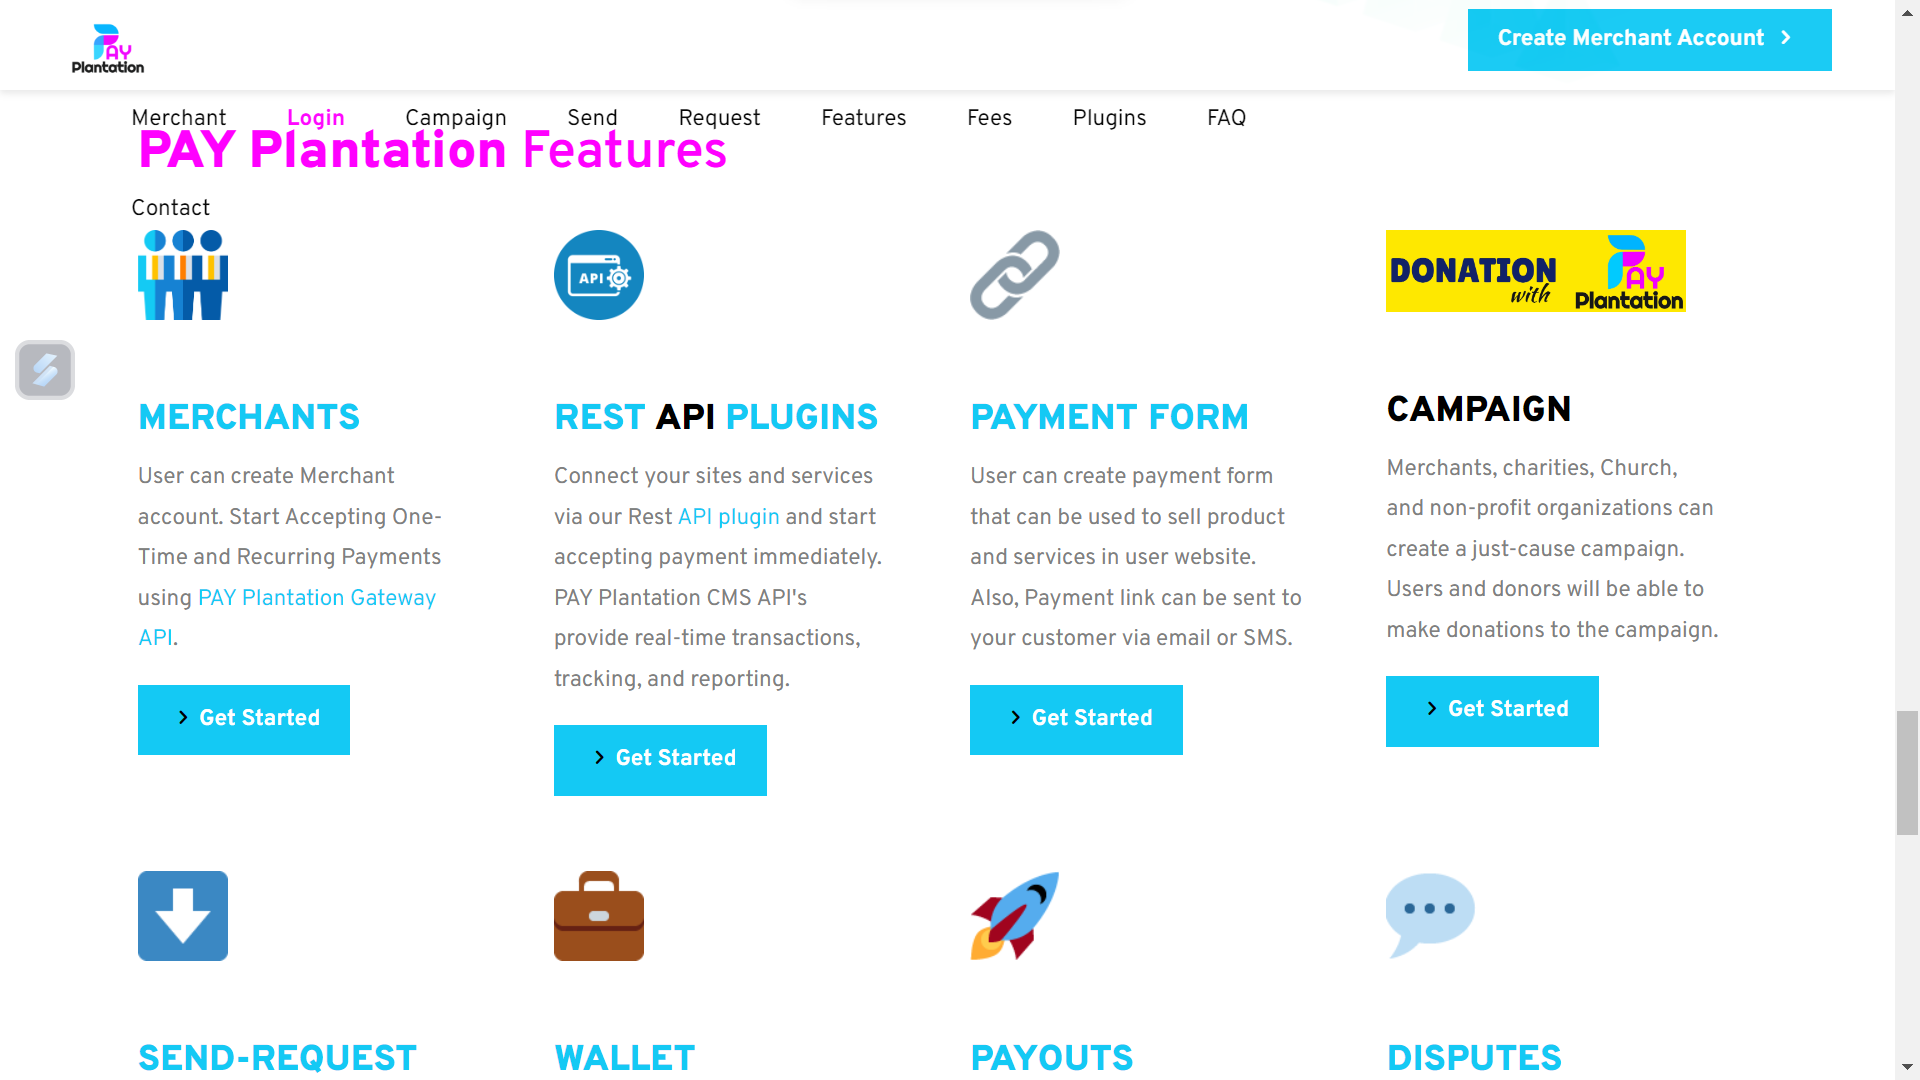 PAY
Plantation
Create Merchant Account
Merchant Login Campaign Send Request Features Fees Plugins FAQ
PAY Plantation Features
Contact
API
DONATION
with
PAY
Plantation
MERCHANTS
User can create Merchant
account. Start Accepting One-
Time and Recurring Payments
using PAY Plantation Gateway
API.
Get Started
REST API PLUGINS
Connect your sites and services
via our Rest API plugin and start
accepting payment immediately.
PAY Plantation CMS API's
provide real-time transactions,
tracking, and reporting.
Get Started
PAYMENT FORM
User can create payment form
that can be used to sell product
and services in user website.
Also, Payment link can be sent to
your customer via email or SMS.
Get Started
CAMPAIGN
Merchants, charities, Church,
and non-profit organizations can
create a just-cause campaign.
Users and donors will be able to
make donations to the campaign.
Get Started
SEND-REQUEST
WALLET
PAYOUTS
DISPUTES